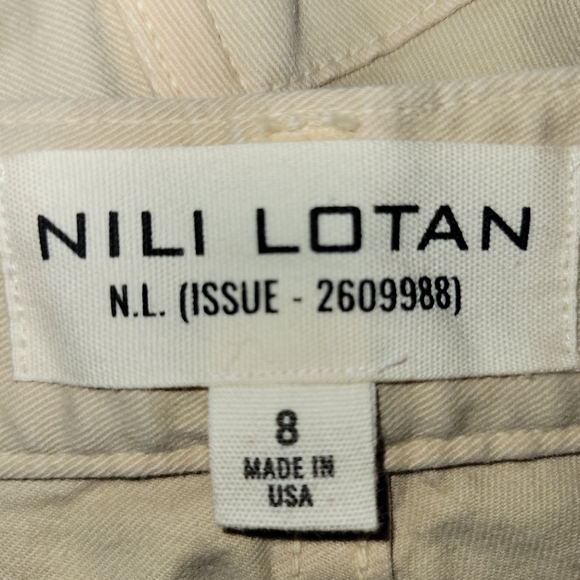 NILI LOTAN
N.L. (ISSUE - 2609988)
8
MADE IN
USA